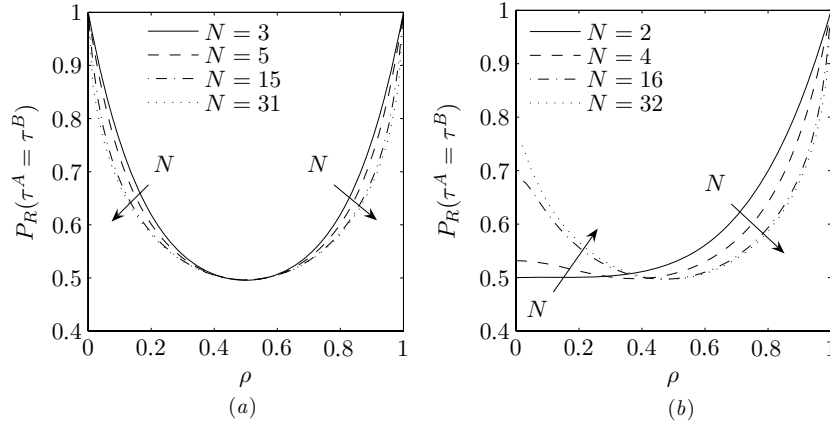 1
0.9
0.8
0.7
0.6
0.5
0.4
P_R(τ^A = τ^B)
N = 3
N = 5
N = 15
N = 31
N
N
0 0.2 0.4 0.6 0.8 1
ρ
(a)
1
0.9
0.8
0.7
0.6
0.5
0.4
P_R(τ^A = τ^B)
N = 2
N = 4
N = 16
N = 32
N
N
0 0.2 0.4 0.6 0.8 1
ρ
(b)